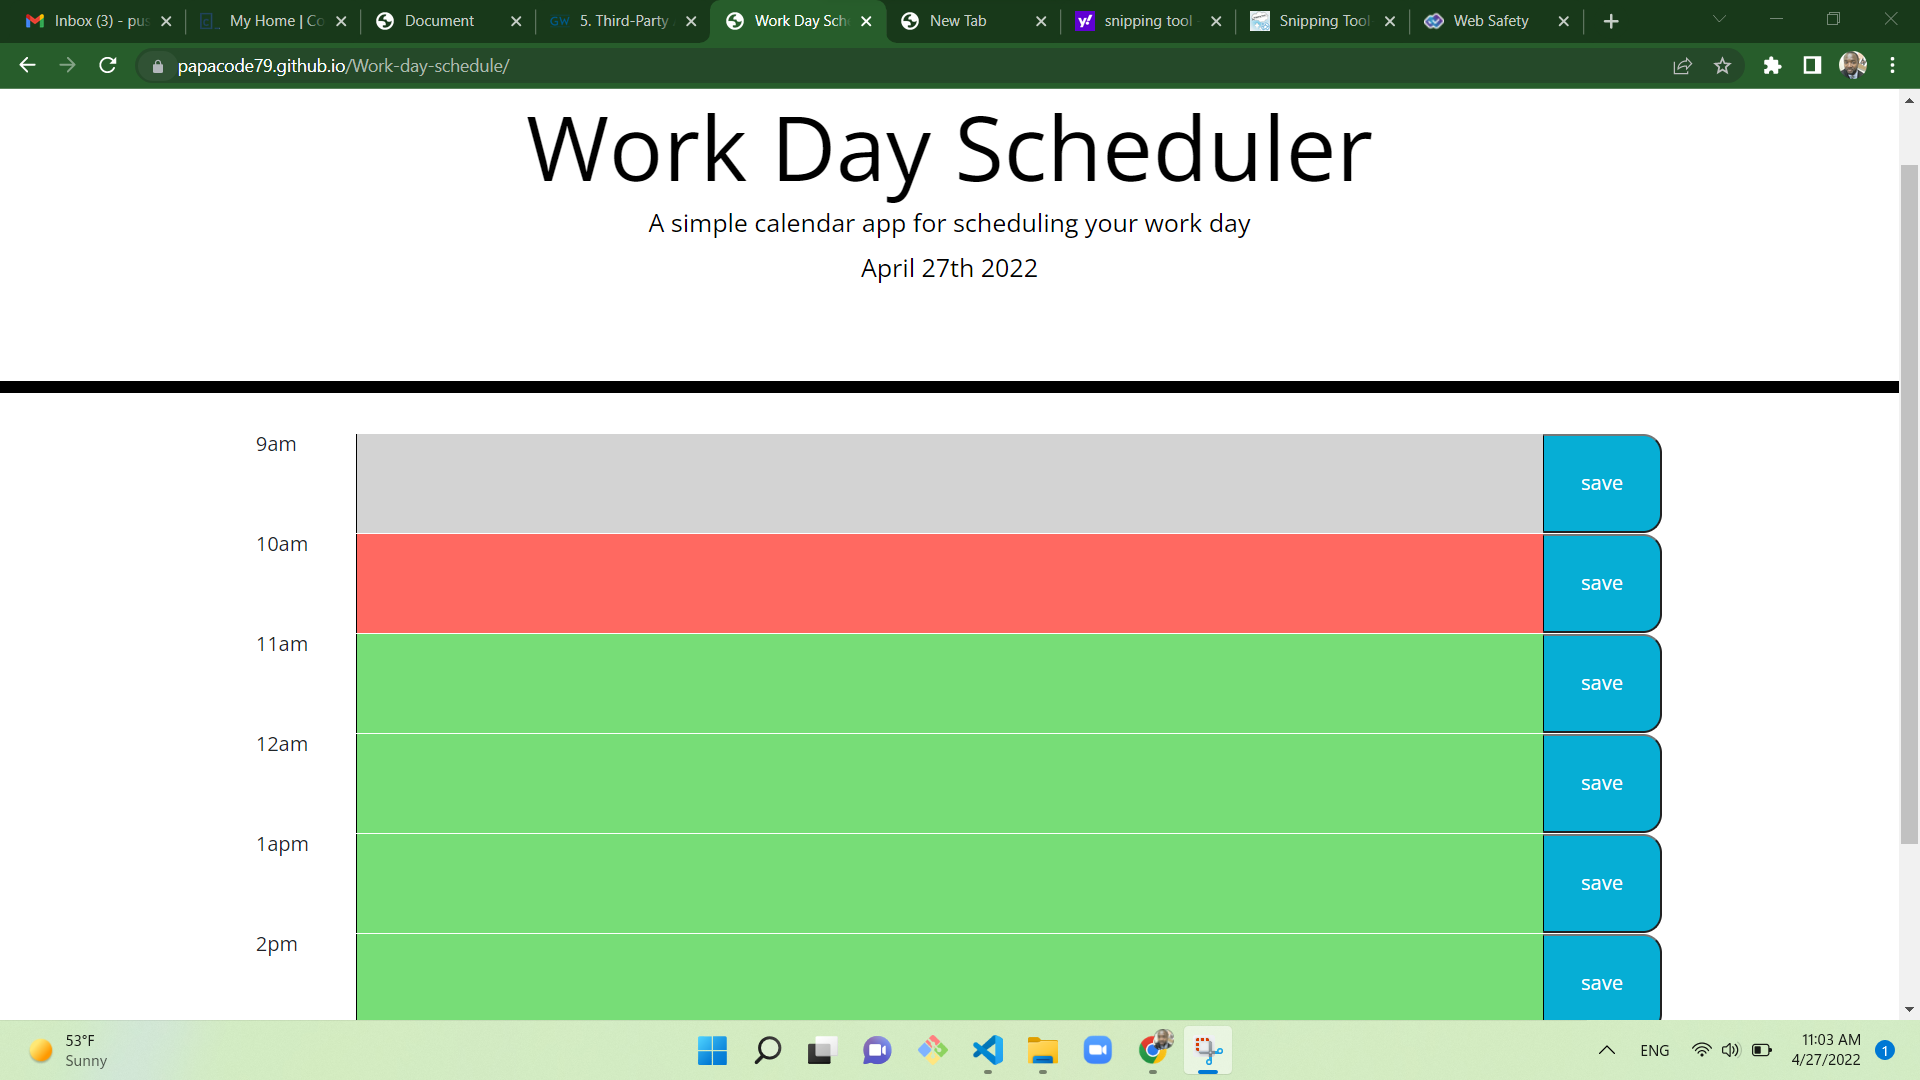 Inbox (3) - pus
My Home | Co
Document
GW 5. Third-Party
Work Day Sch
New Tab
y! snipping tool
Snipping Tool
Web Safety
papacode79.github.io/Work-day-schedule/
Work Day Scheduler
A simple calendar app for scheduling your work day
April 27th 2022
9am
save
10am
save
11am
save
12am
save
1apm
save
2pm
save
53°F
Sunny
ENG
11:03 AM
4/27/2022
1